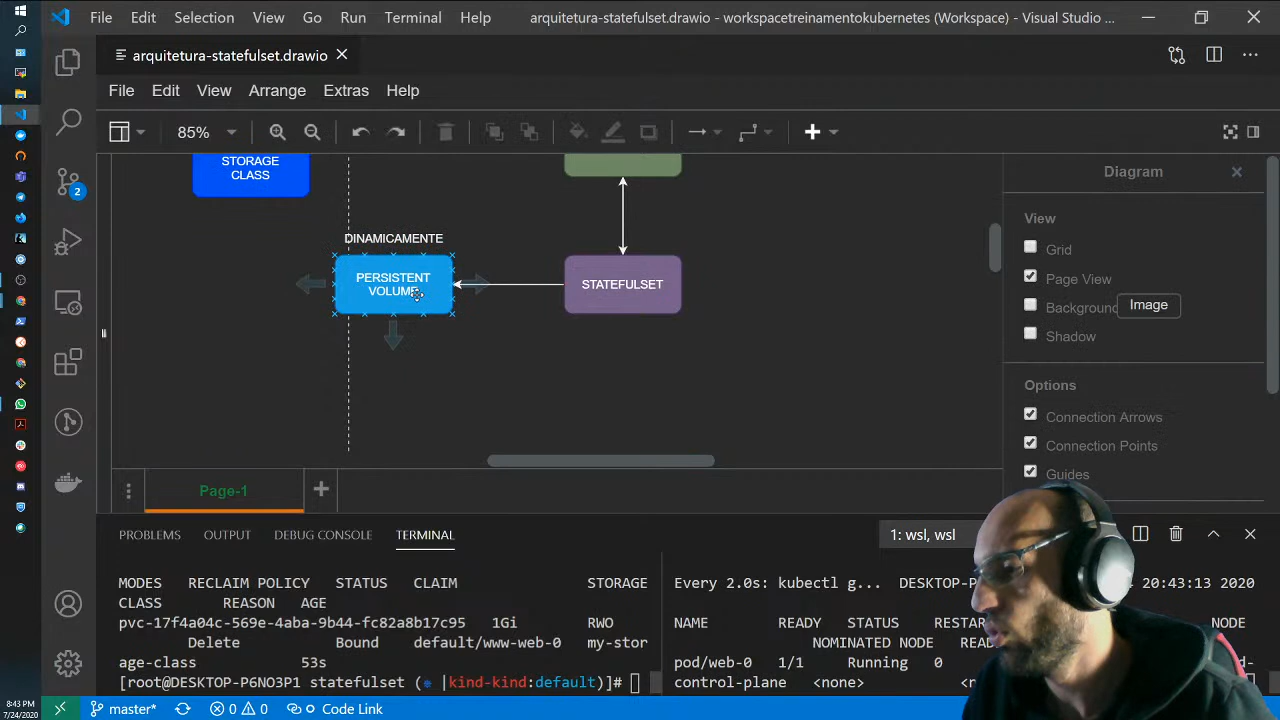 File Edit Selection View Go Run Terminal Help arquitetura-statefulset.drawio - workspacetreinamentokubernetes (Workspace) - Visual Studio ...
arquitetura-statefulset.drawio
File Edit View Arrange Extras Help
85%
STORAGE
CLASS
DINAMICAMENTE
PERSISTENT
VOLUME
STATEFULSET
Diagram
View
Grid
Page View
Background
Image
Shadow
Options
Connection Arrows
Connection Points
Guides
2
Page-1
PROBLEMS OUTPUT DEBUG CONSOLE TERMINAL 1: wsl, wsl
MODES RECLAIM POLICY STATUS CLAIM STORAGE
CLASS REASON AGE
pvc-17f4a04c-569e-4aba-9b44-fc82a8b17c95 1Gi RWO
Delete Bound default/www-web-0 my-stor
age-class 53s
[root@DESKTOP-P6NO3P1 statefulset (⎈ |kind-kind:default)]#
Every 2.0s: kubectl g... DESKTOP-P 20:43:13 2020
NAME READY STATUS RESTAR NODE
NOMINATED NODE READ
pod/web-0 1/1 Running 0 d-
control-plane <none> <n
master* 0 0 Code Link
8:43 PM
7/24/2020